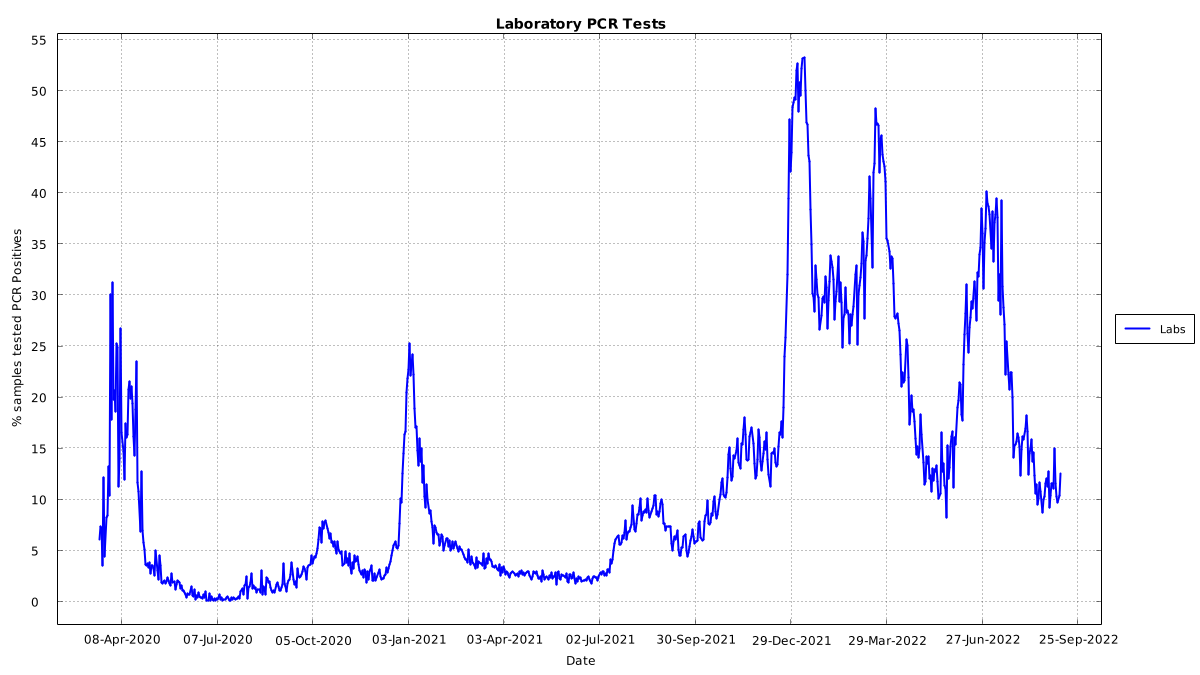 Laboratory PCR Tests
55
50
45
40
35
30
25
20
15
10
5
0
% samples tested PCR Positives
08-Apr-2020 07-Jul-2020 05-Oct-2020 03-Jan-2021 03-Apr-2021 02-Jul-2021 30-Sep-2021 29-Dec-2021 29-Mar-2022 27-Jun-2022 25-Sep-2022
Date
Labs